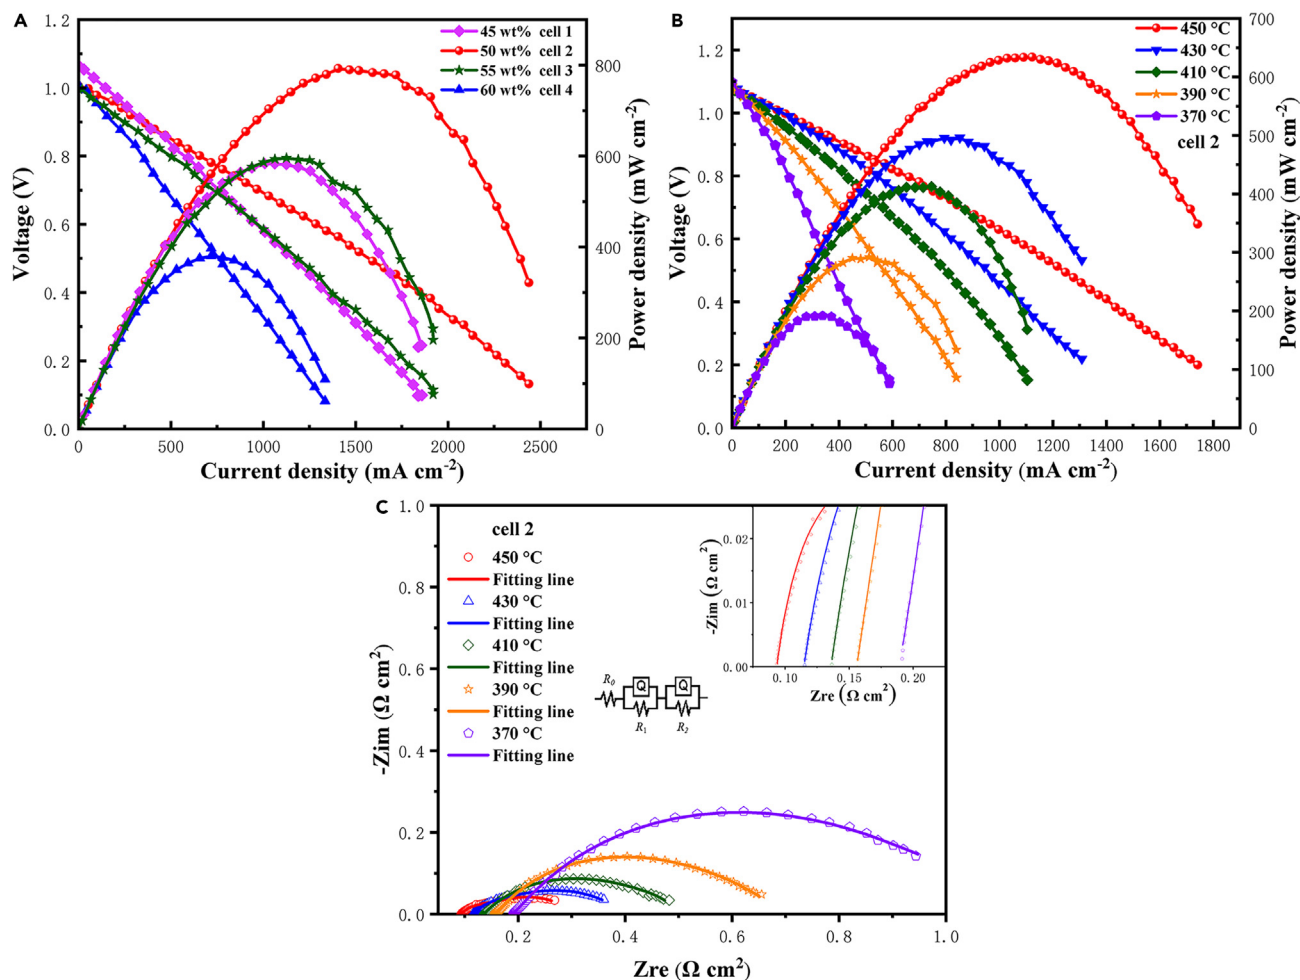 A
1.2
1.0
0.8
0.6
0.4
0.2
0.0
Voltage (V)
0
500
1000
1500
2000
2500
Current density (mA cm-2)
800
600
400
200
0
Power density (mW cm-2)
45 wt% cell 1
50 wt% cell 2
55 wt% cell 3
60 wt% cell 4
B
1.2
1.0
0.8
0.6
0.4
0.2
0.0
Voltage (V)
0
200
400
600
800
1000
1200
1400
1600
1800
Current density (mA cm-2)
700
600
500
400
300
200
100
0
Power density (mW cm-2)
450 °C
430 °C
410 °C
390 °C
370 °C
cell 2
C
1.0
0.8
0.6
0.4
0.2
0.0
-Zim (Ω cm2)
0.2
0.4
0.6
0.8
1.0
Zre (Ω cm2)
cell 2
450 °C
Fitting line
430 °C
Fitting line
410 °C
Fitting line
390 °C
Fitting line
370 °C
Fitting line
R0
Q
Q
R1
R2
0.02
0.01
0.00
-Zim (Ω cm2)
0.10
0.15
0.20
Zre (Ω cm2)